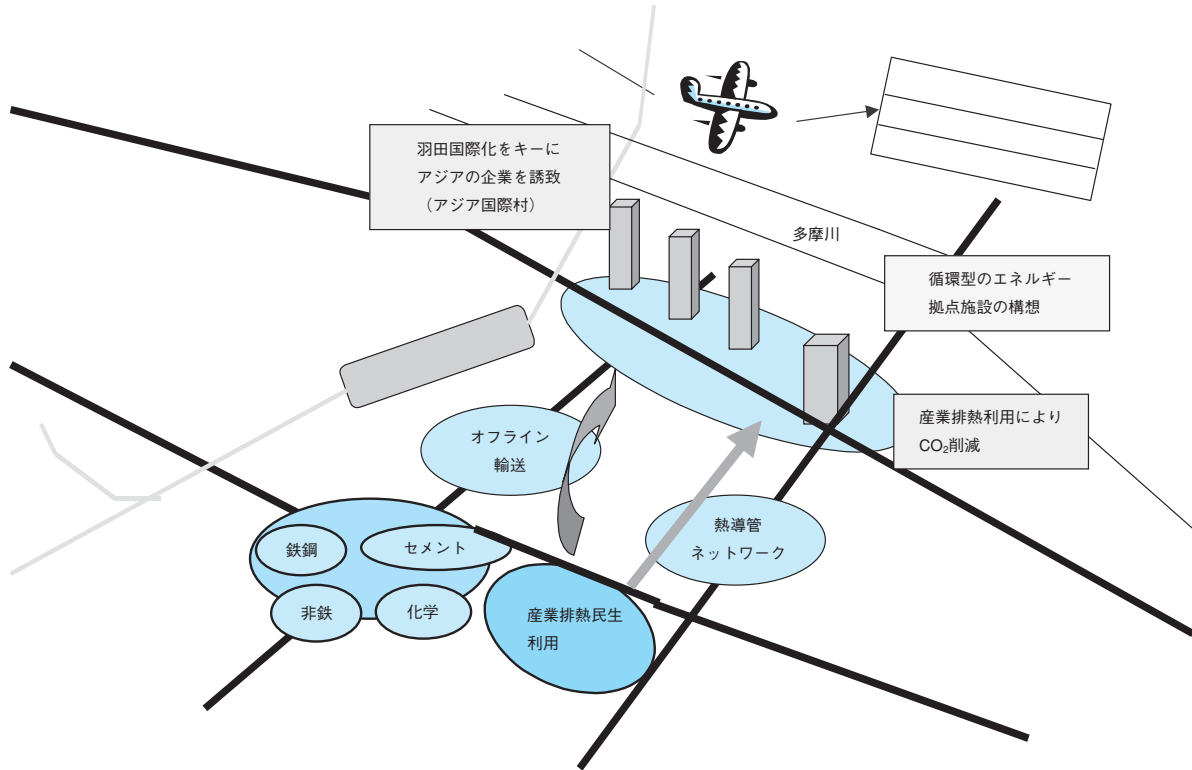 羽田国際化をキーに
アジアの企業を誘致
（アジア国際村）
多摩川
循環型のエネルギー
拠点施設の構想
産業排熱利用により
CO₂削減
オフライン
輸送
熱導管
ネットワーク
鉄鋼
セメント
非鉄
化学
産業排熱民生
利用